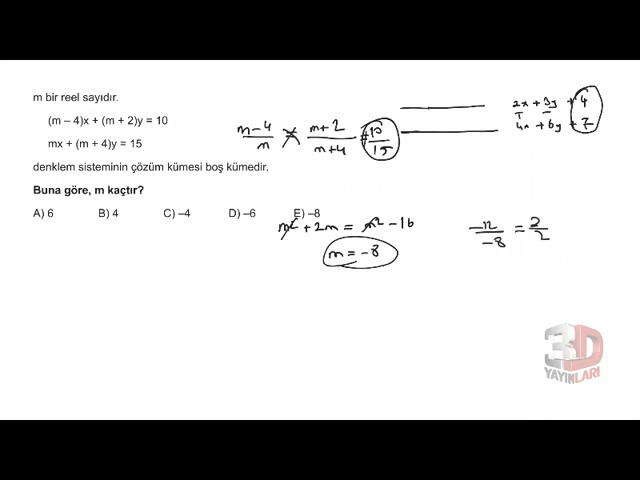 m bir reel sayıdır.
(m – 4)x + (m + 2)y = 10
mx + (m + 4)y = 15
denklem sisteminin çözüm kümesi boş kümedir.
Buna göre, m kaçtır?
A) 6 B) 4 C) –4 D) –6 E) –8
m-4/m = m+2/m+4 ≠ 10/15
m² + 2m = m² - 16
m = -8
2x + 3y + 4
4x + 6y + 7
-12/-8 = 3/2
3D
YAYINLARI